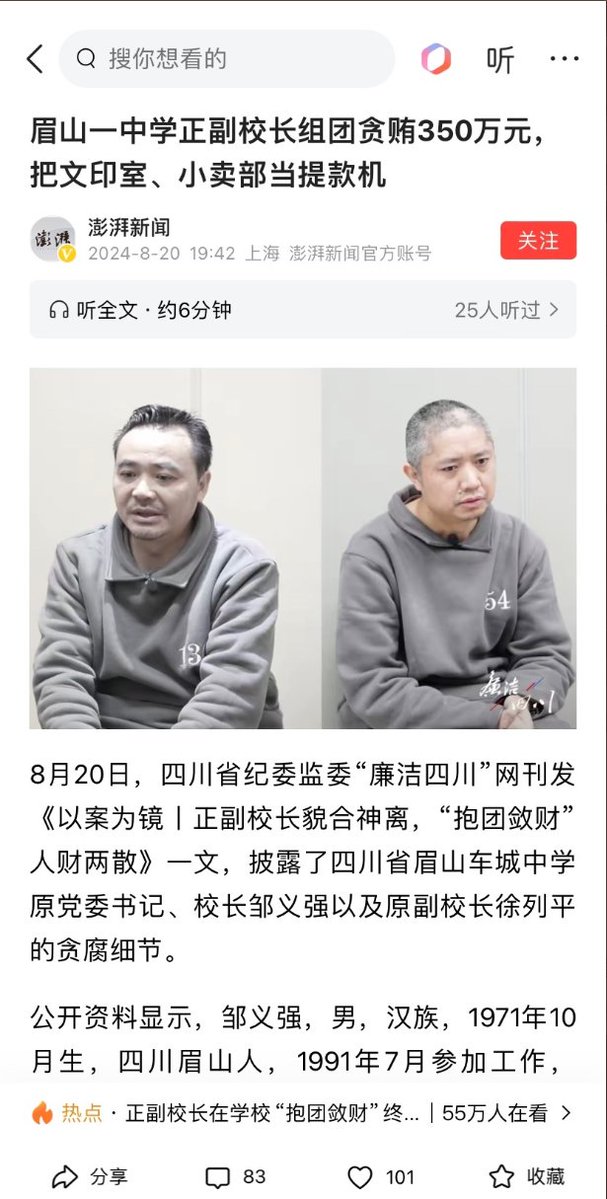 搜你想看的
听
眉山一中学正副校长组团贪贿350万元，
把文印室、小卖部当提款机
澎湃
澎湃新闻
2024-8-20 19:42 上海 澎湃新闻官方账号
关注
听全文·约6分钟
25人听过
13
54
廉洁四川
8月20日，四川省纪委监委“廉洁四川”网刊发
《以案为镜丨正副校长貌合神离，“抱团敛财”
人财两散》一文，披露了四川省眉山车城中学
原党委书记、校长邹义强以及原副校长徐列平
的贪腐细节。
公开资料显示，邹义强，男，汉族，1971年10
月生，四川眉山人，1991年7月参加工作，
热点·正副校长在学校“抱团敛财”终...｜55万人在看
分享
83
101
收藏